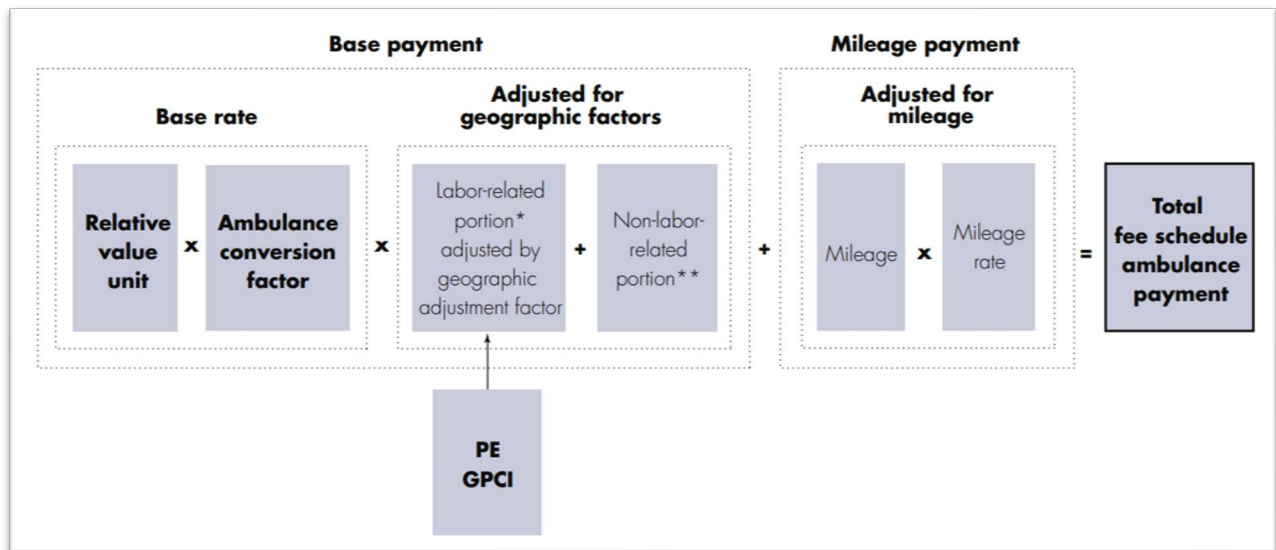 Base payment
Mileage payment
Base rate
Adjusted for
geographic factors
Adjusted for
mileage
Relative
value
unit
x
Ambulance
conversion
factor
x
Labor-related
portion*
adjusted by
geographic
adjustment factor
+
Non-labor-
related
portion**
+
Mileage
x
Mileage
rate
=
Total
fee schedule
ambulance
payment
PE
GPCI